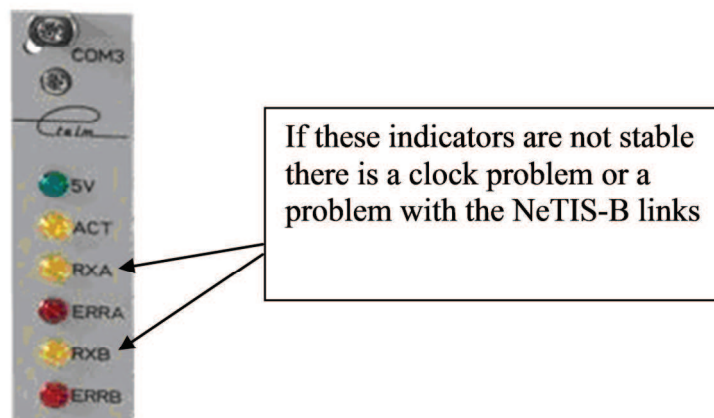 COM3
telm
5V
ACT
RXA
ERRA
RXB
ERRB
If these indicators are not stable
there is a clock problem or a
problem with the NeTIS-B links